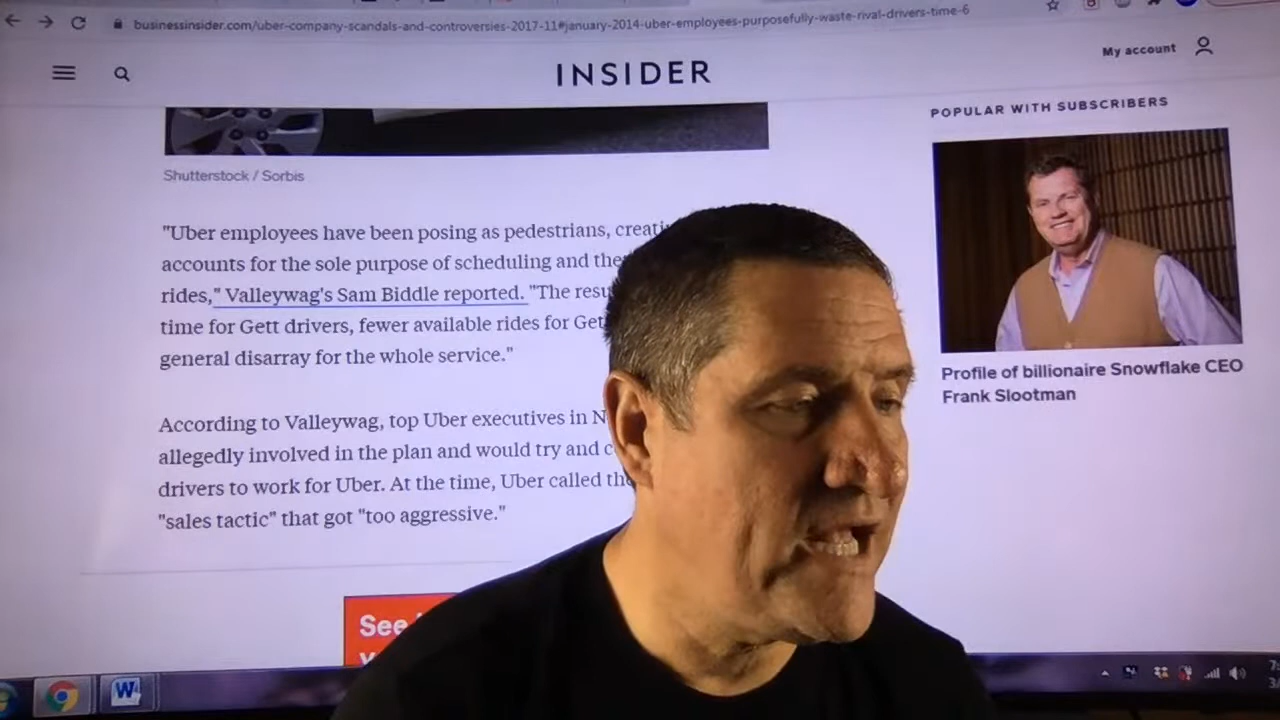 businessinsider.com/uber-company-scandals-and-controversies-2017-11#january-2014-uber-employees-purposefully-waste-rival-drivers-time-6
INSIDER
My account
Shutterstock / Sorbis
"Uber employees have been posing as pedestrians,
accounts for the sole purpose of scheduling and
rides," Valleywag's Sam Biddle reported. "The
time for Gett drivers, fewer available rides for
general disarray for the whole service."
According to Valleywag, top Uber executives in
allegedly involved in the plan and would try and
drivers to work for Uber. At the time, Uber called
"sales tactic" that got "too aggressive."
See
POPULAR WITH SUBSCRIBERS
Profile of billionaire Snowflake CEO
Frank Slootman
W